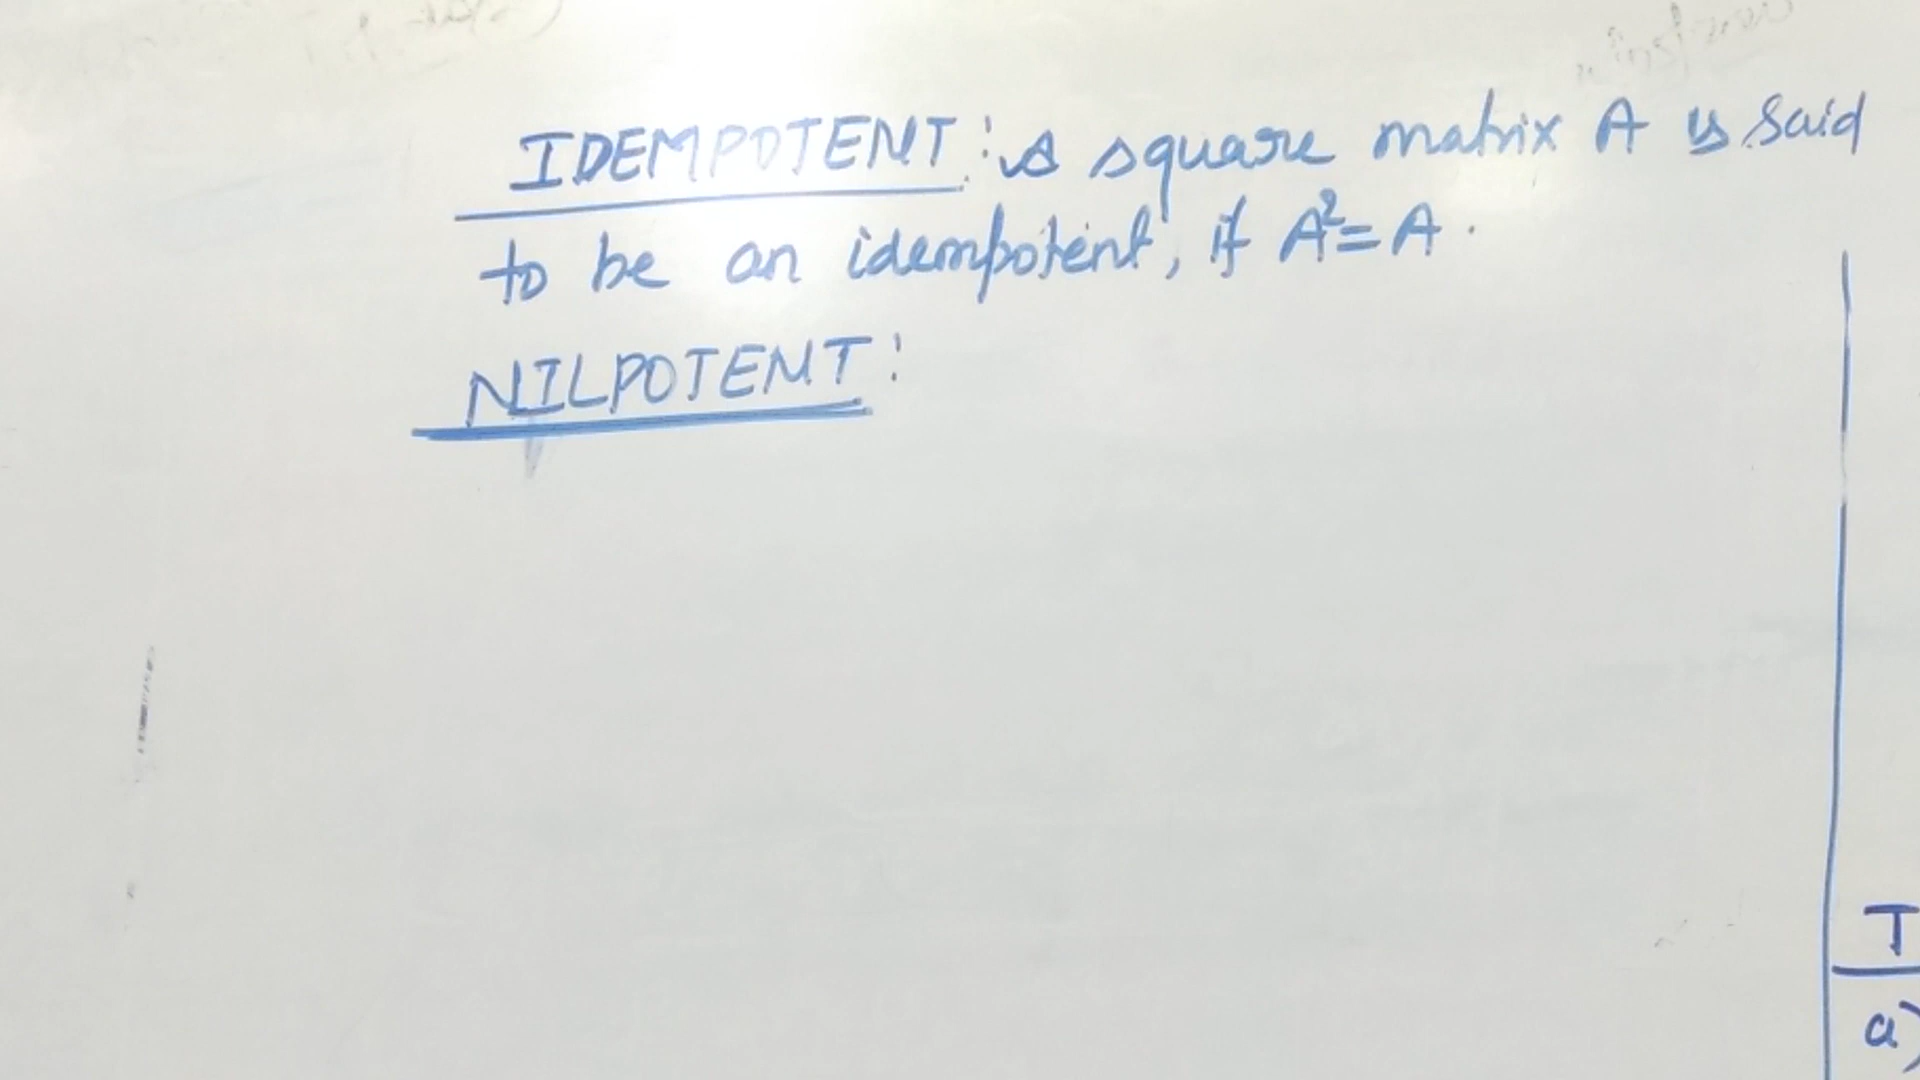 IDEMPOTENT: A square matrix A is said
to be an idempotent, if A²=A.
NILPOTENT:
T
a)